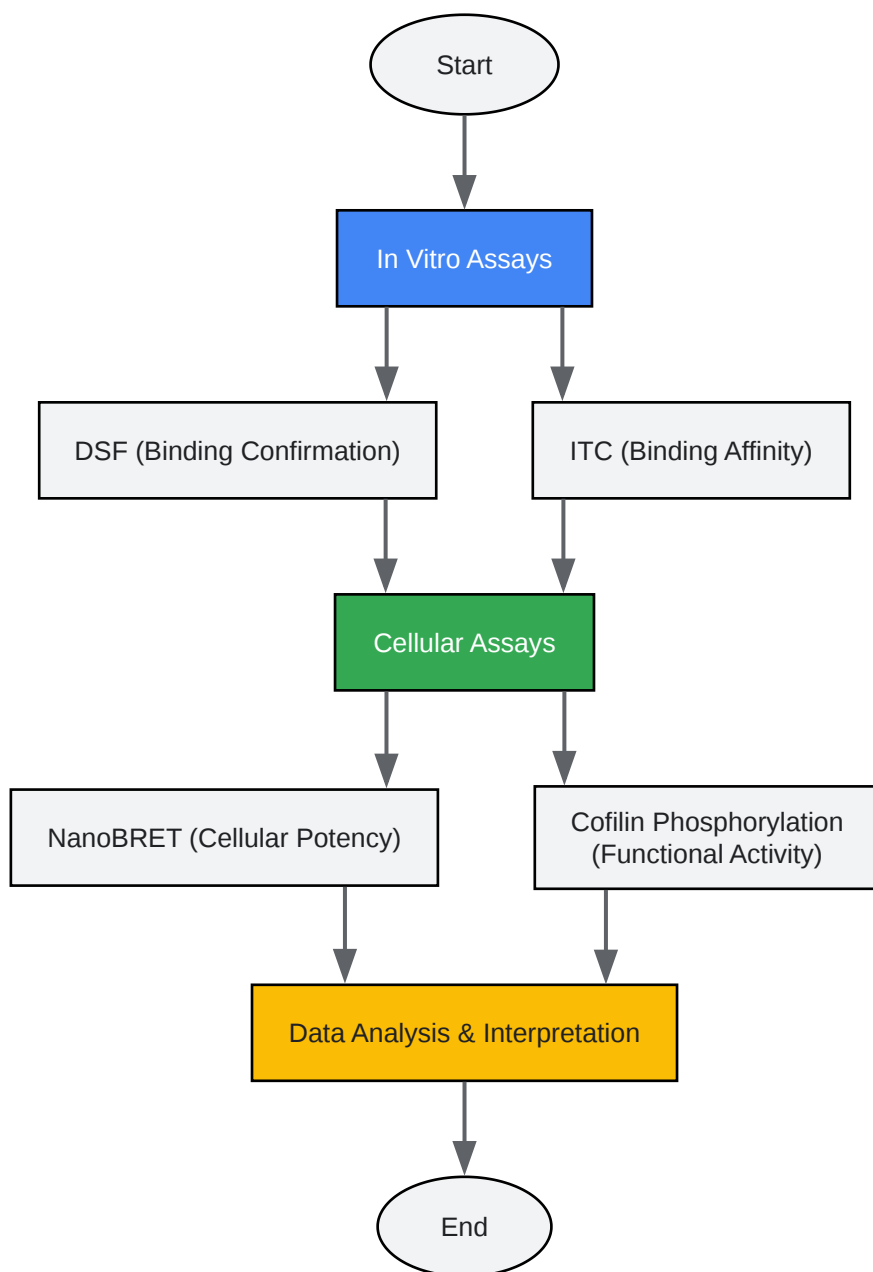 Start
In Vitro Assays
DSF (Binding Confirmation)
ITC (Binding Affinity)
Cellular Assays
NanoBRET (Cellular Potency)
Cofilin Phosphorylation
(Functional Activity)
Data Analysis & Interpretation
End